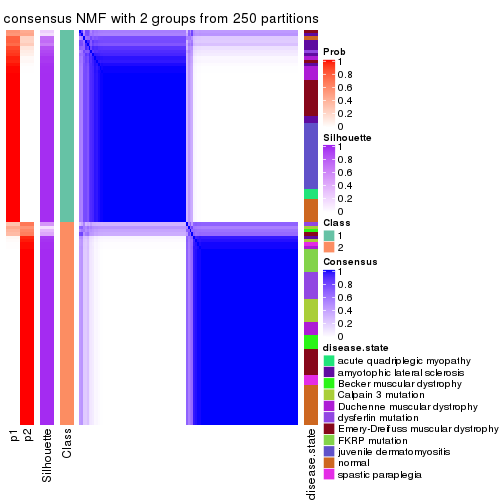 consensus NMF with 2 groups from 250 partitions
Prob
1
0.8
0.6
0.4
0.2
0
Silhouette
1
0.8
0.6
0.4
0.2
0
Class
1
2
Consensus
1
0.8
0.6
0.4
0.2
0
disease.state
acute quadriplegic myopathy
amyotophic lateral sclerosis
Becker muscular dystrophy
Calpain 3 mutation
Duchenne muscular dystrophy
dysferlin mutation
Emery-Dreifuss muscular dystrophy
FKRP mutation
juvenile dermatomyositis
normal
spastic paraplegia
p1
p2
Silhouette
Class
disease.state